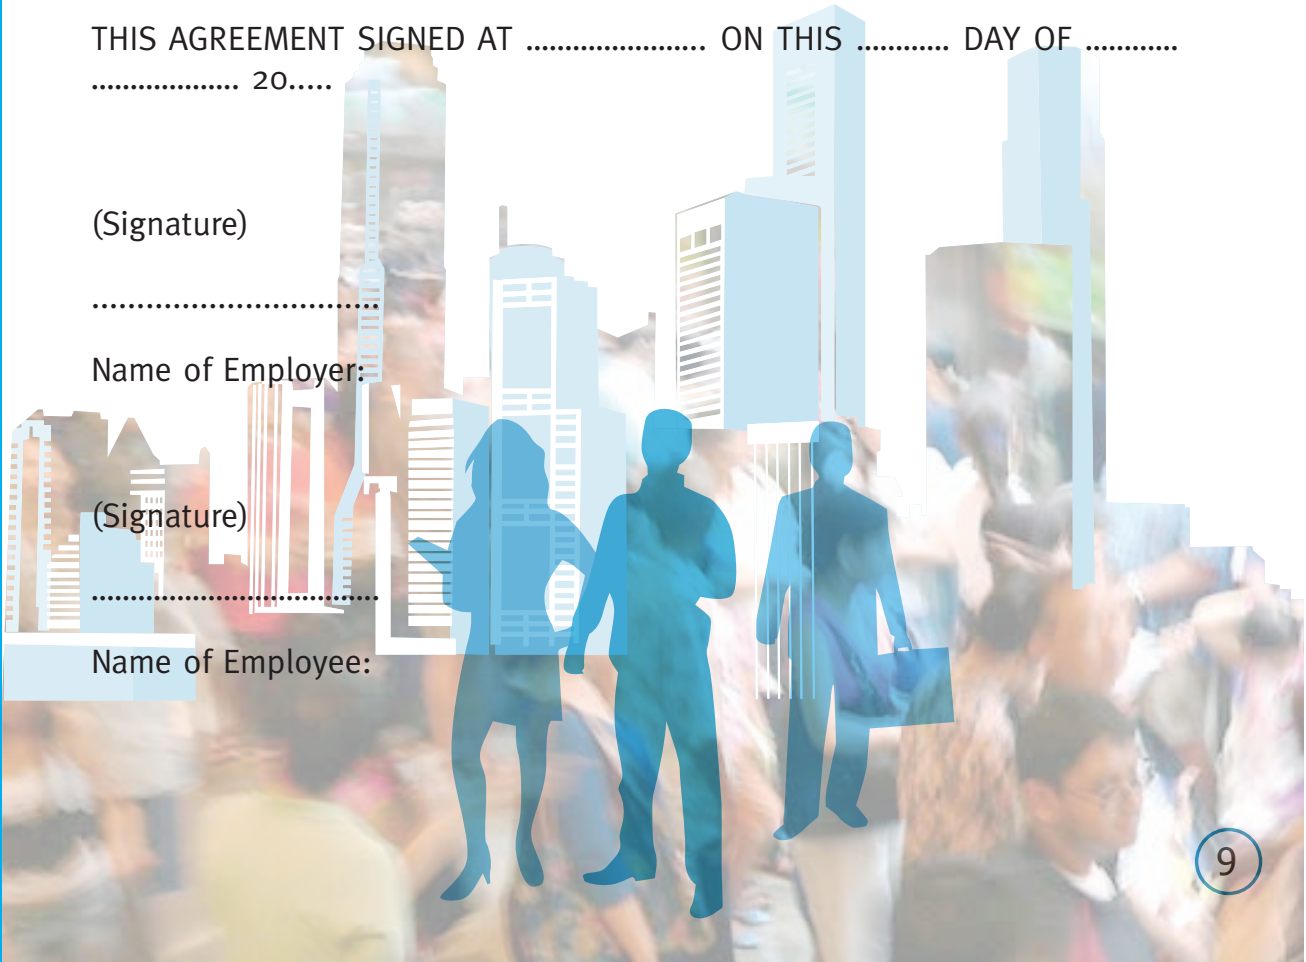 THIS AGREEMENT SIGNED AT ....................... ON THIS ............ DAY OF ............
................... 20.....
(Signature)
.................................
Name of Employer:
(Signature)
.................................
Name of Employee:
9